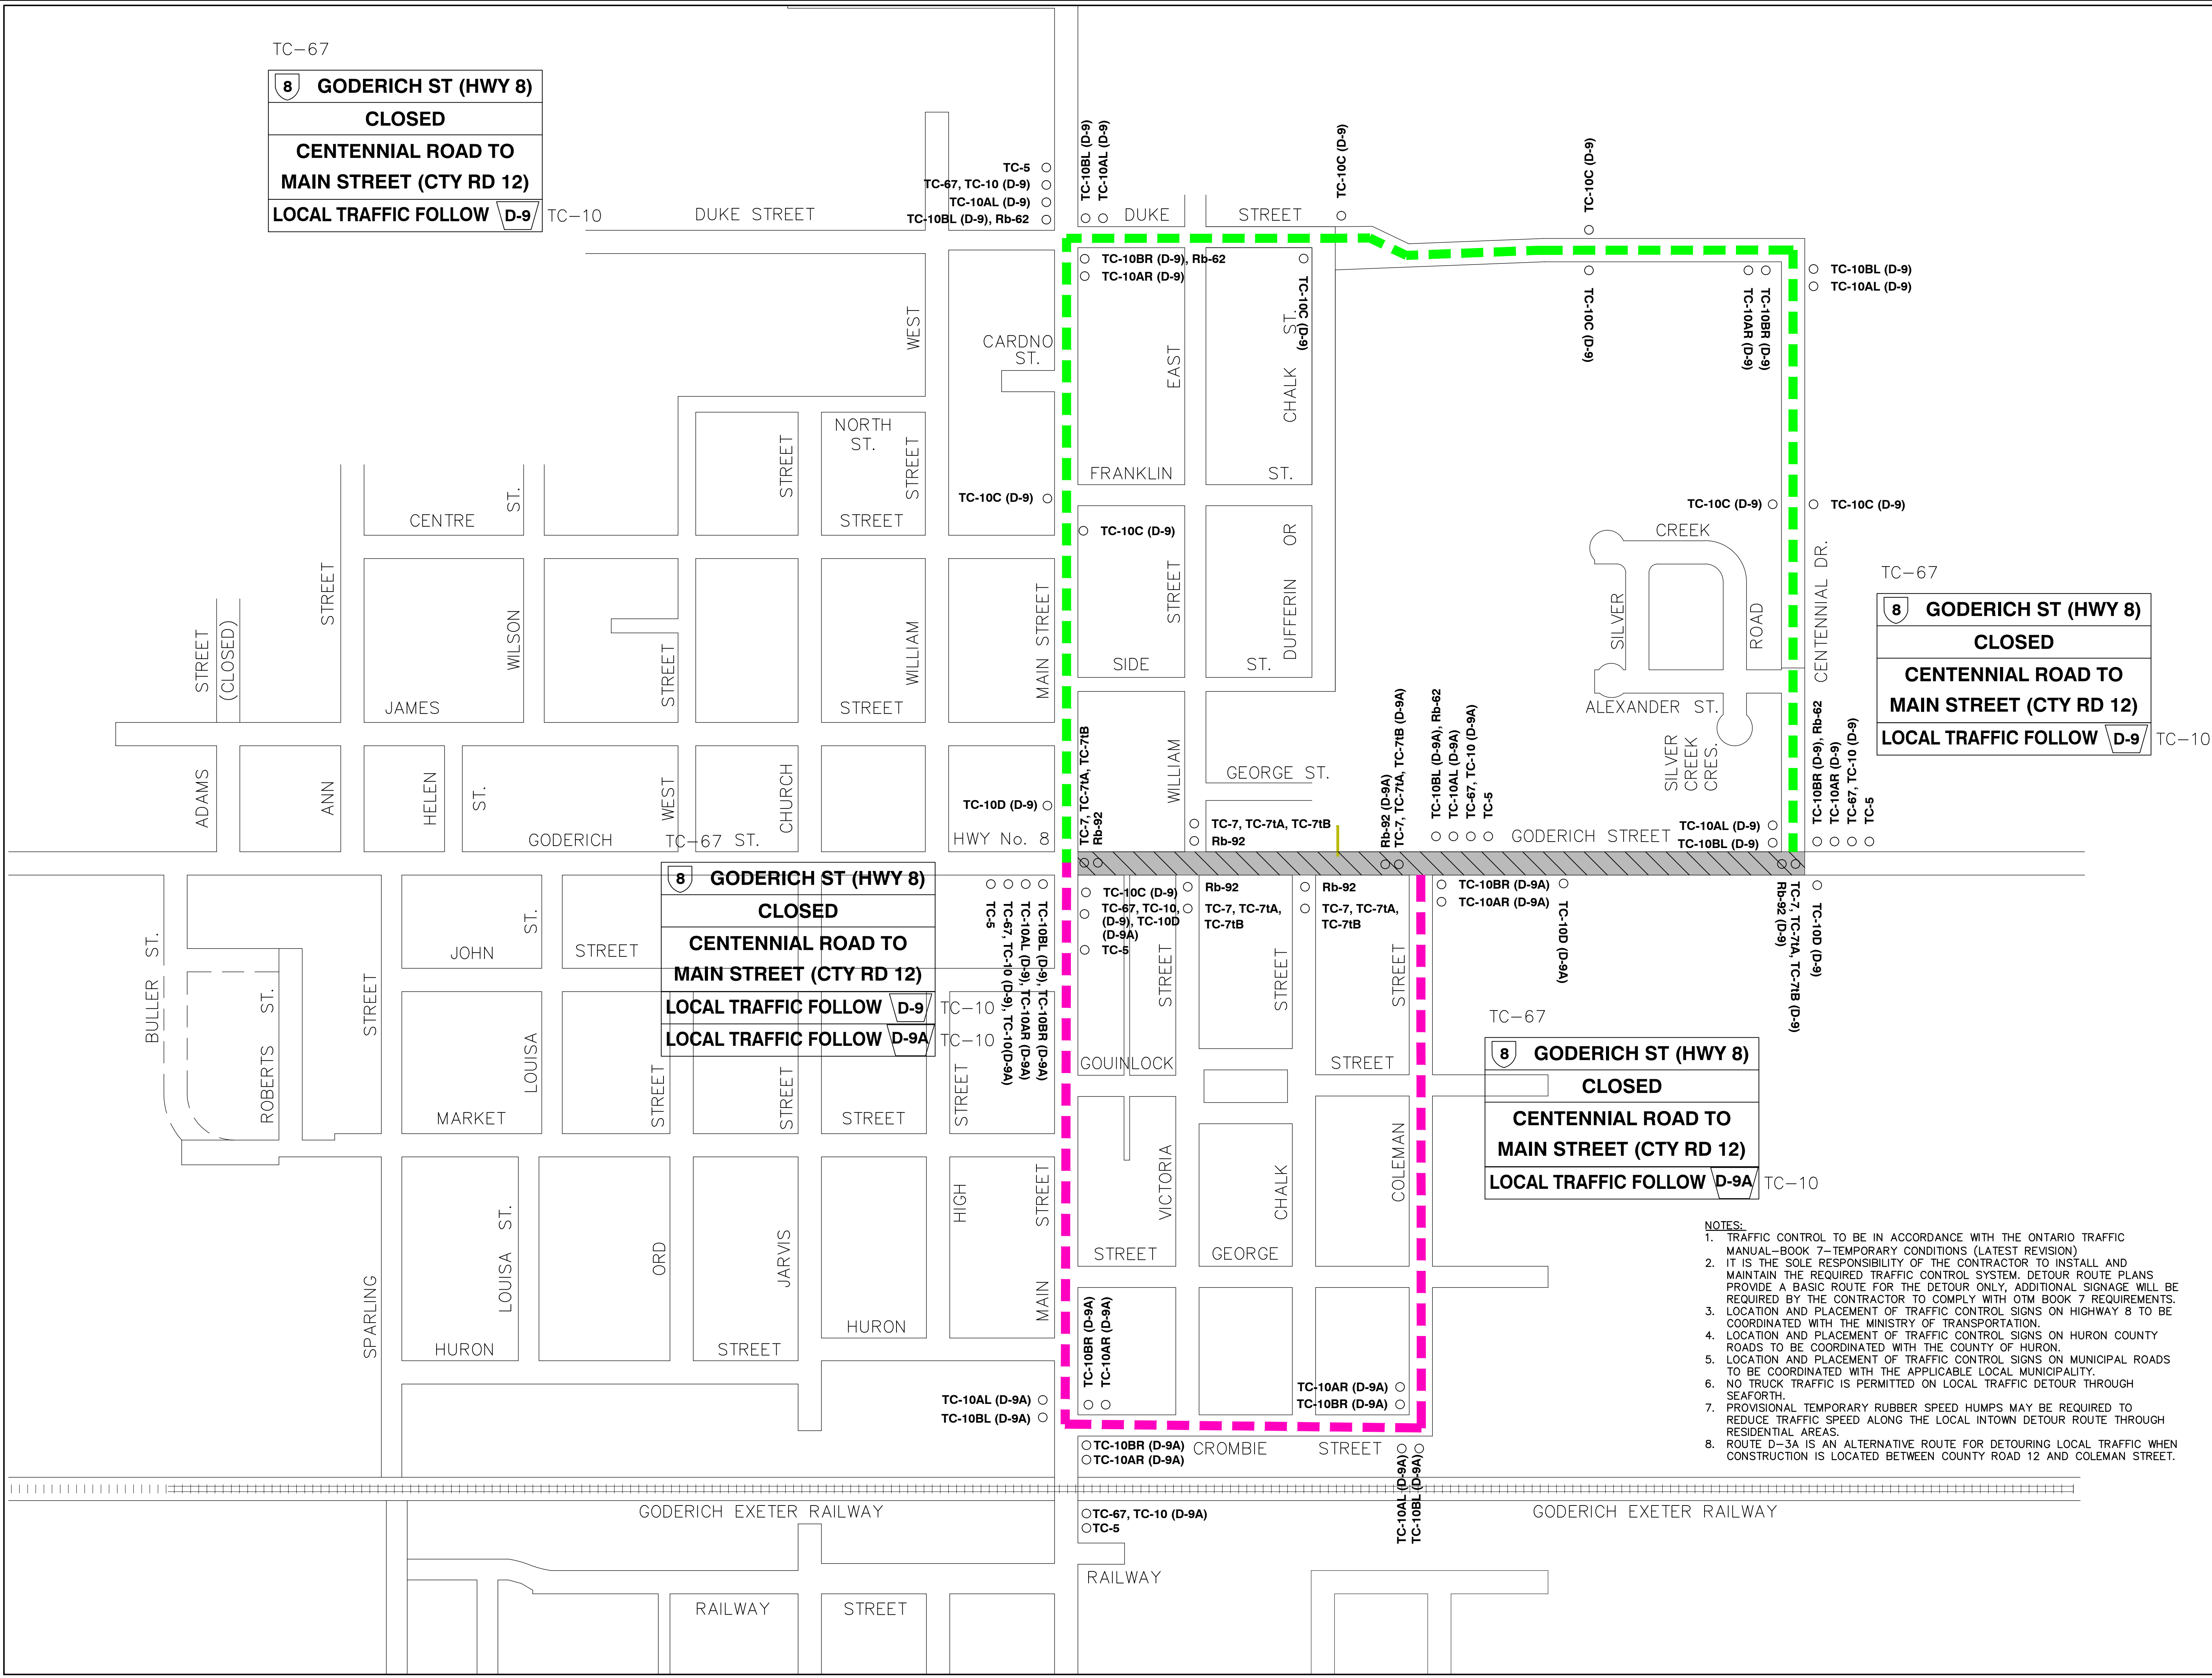 TC-67
8 GODERICH ST (HWY 8)
CLOSED
CENTENNIAL ROAD TO
MAIN STREET (CTY RD 12)
LOCAL TRAFFIC FOLLOW D-9 TC-10
TC-5
TC-67, TC-10 (D-9)
TC-10AL (D-9)
TC-10BL (D-9), Rb-62
TC-10BL (D-9)
TC-10AL (D-9)
TC-10C (D-9)
TC-10C (D-9)
DUKE STREET
DUKE STREET
TC-10BR (D-9), Rb-62
TC-10AR (D-9)
TC-10C (D-9)
TC-10C (D-9)
TC-10AR (D-9)
TC-10BR (D-9)
TC-10BL (D-9)
TC-10AL (D-9)
WEST
CARDNO
ST.
EAST
CHALK ST.
NORTH
ST.
STREET
STREET
FRANKLIN ST.
TC-10C (D-9)
TC-10C (D-9)
TC-10C (D-9)
TC-10C (D-9)
CENTRE STREET
ST.
STREET
STREET
DUFFERIN OR
CREEK
SILVER
ROAD
CENTENNIAL DR.
STREET
(CLOSED)
WILSON
STREET
WILLIAM
MAIN STREET
SIDE ST.
JAMES STREET
ALEXANDER ST.
SILVER
CREEK
CRES.
TC-67
8 GODERICH ST (HWY 8)
CLOSED
CENTENNIAL ROAD TO
MAIN STREET (CTY RD 12)
LOCAL TRAFFIC FOLLOW D-9 TC-10
ADAMS
ANN
HELEN
ST.
WEST
CHURCH
WILLIAM
GEORGE ST.
TC-7, TC-7tA, TC-7tB
Rb-92
TC-10D (D-9)
TC-7, TC-7tA, TC-7tB
Rb-92
Rb-92 (D-9A)
TC-7, TC-7tA, TC-7tB (D-9A)
TC-10BL (D-9A), Rb-62
TC-10AL (D-9A)
TC-67, TC-10 (D-9A)
TC-5
TC-10BR (D-9), Rb-62
TC-10AR (D-9)
TC-67, TC-10 (D-9)
TC-5
TC-10AL (D-9)
TC-10BL (D-9)
GODERICH ST.
HWY No. 8
GODERICH STREET
TC-67
8 GODERICH ST (HWY 8)
CLOSED
CENTENNIAL ROAD TO
MAIN STREET (CTY RD 12)
LOCAL TRAFFIC FOLLOW D-9 TC-10
LOCAL TRAFFIC FOLLOW D-9A TC-10
TC-5
TC-67, TC-10 (D-9), TC-10(D-9A)
TC-10AL (D-9), TC-10AR (D-9A)
TC-10BL (D-9), TC-10BR (D-9A)
TC-10C (D-9)
TC-67, TC-10,
(D-9), TC-10D
(D-9A)
TC-5
Rb-92
TC-7, TC-7tA,
TC-7tB
Rb-92
TC-7, TC-7tA,
TC-7tB
TC-10BR (D-9A)
TC-10AR (D-9A)
TC-10D (D-9A)
Rb-92 (D-9)
TC-7, TC-7tA, TC-7tB (D-9)
TC-10D (D-9)
BULLER ST.
ROBERTS ST.
STREET
JOHN STREET
ST.
LOUISA
MARKET STREET
STREET
STREET
STREET
STREET
STREET
STREET
GOUINLOCK STREET
TC-67
8 GODERICH ST (HWY 8)
CLOSED
CENTENNIAL ROAD TO
MAIN STREET (CTY RD 12)
LOCAL TRAFFIC FOLLOW D-9A TC-10
SPARLING
LOUISA ST.
ORD
JARVIS
HIGH
MAIN STREET
VICTORIA
CHALK
COLEMAN
STREET GEORGE
HURON STREET
HURON
TC-10BR (D-9A)
TC-10AR (D-9A)
TC-10AR (D-9A)
TC-10BR (D-9A)
TC-10AL (D-9A)
TC-10BL (D-9A)
TC-10BR (D-9A)
TC-10AR (D-9A)
CROMBIE STREET
TC-10AL (D-9A)
TC-10BL (D-9A)
GODERICH EXETER RAILWAY
GODERICH EXETER RAILWAY
TC-67, TC-10 (D-9A)
TC-5
RAILWAY
RAILWAY STREET
NOTES:
1. TRAFFIC CONTROL TO BE IN ACCORDANCE WITH THE ONTARIO TRAFFIC
MANUAL-BOOK 7-TEMPORARY CONDITIONS (LATEST REVISION)
2. IT IS THE SOLE RESPONSIBILITY OF THE CONTRACTOR TO INSTALL AND
MAINTAIN THE REQUIRED TRAFFIC CONTROL SYSTEM. DETOUR ROUTE PLANS
PROVIDE A BASIC ROUTE FOR THE DETOUR ONLY, ADDITIONAL SIGNAGE WILL BE
REQUIRED BY THE CONTRACTOR TO COMPLY WITH OTM BOOK 7 REQUIREMENTS.
3. LOCATION AND PLACEMENT OF TRAFFIC CONTROL SIGNS ON HIGHWAY 8 TO BE
COORDINATED WITH THE MINISTRY OF TRANSPORTATION.
4. LOCATION AND PLACEMENT OF TRAFFIC CONTROL SIGNS ON HURON COUNTY
ROADS TO BE COORDINATED WITH THE COUNTY OF HURON.
5. LOCATION AND PLACEMENT OF TRAFFIC CONTROL SIGNS ON MUNICIPAL ROADS
TO BE COORDINATED WITH THE APPLICABLE LOCAL MUNICIPALITY.
6. NO TRUCK TRAFFIC IS PERMITTED ON LOCAL TRAFFIC DETOUR THROUGH
SEAFORTH.
7. PROVISIONAL TEMPORARY RUBBER SPEED HUMPS MAY BE REQUIRED TO
REDUCE TRAFFIC SPEED ALONG THE LOCAL INTOWN DETOUR ROUTE THROUGH
RESIDENTIAL AREAS.
8. ROUTE D-3A IS AN ALTERNATIVE ROUTE FOR DETOURING LOCAL TRAFFIC WHEN
CONSTRUCTION IS LOCATED BETWEEN COUNTY ROAD 12 AND COLEMAN STREET.